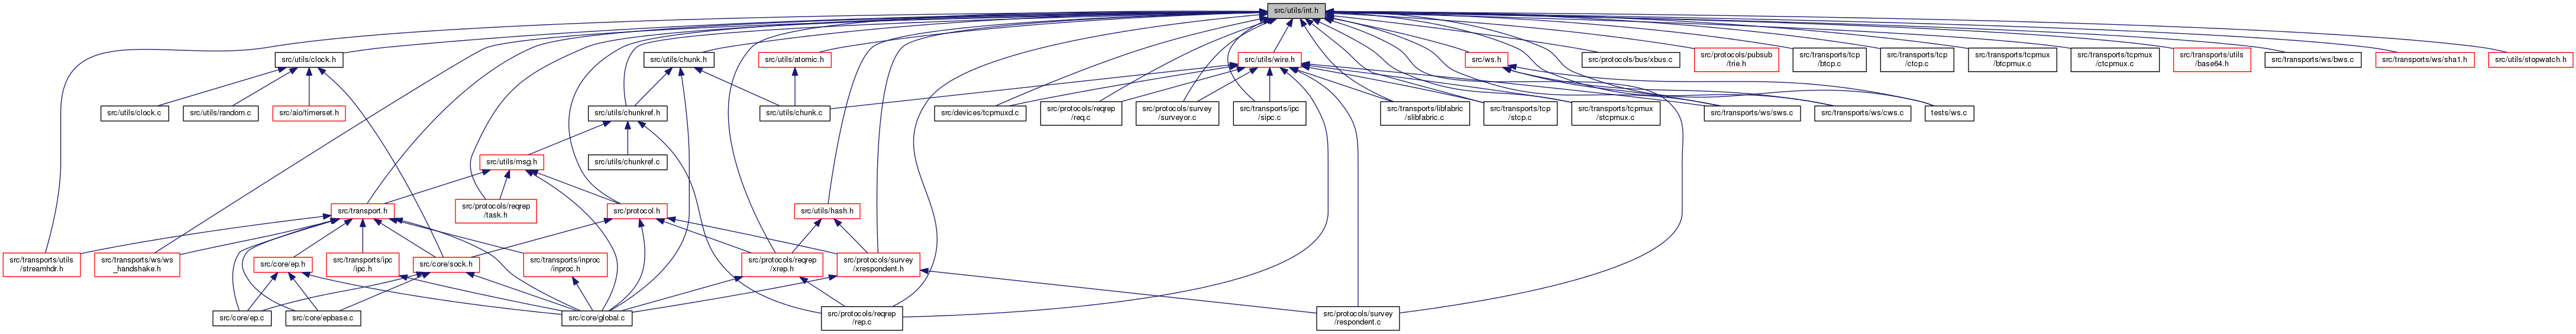 src/utils/int.h
src/utils/clock.h
src/utils/chunk.h
src/utils/atomic.h
src/utils/wire.h
src/ws.h
src/protocols/bus/xbus.c
src/protocols/pubsub
/trie.h
src/transports/tcp
/btcp.c
src/transports/tcp
/ctcp.c
src/transports/tcpmux
/btcpmux.c
src/transports/tcpmux
/ctcpmux.c
src/transports/utils
/base64.h
src/transports/ws/bws.c
src/transports/ws/sha1.h
src/utils/stopwatch.h
src/utils/clock.c
src/utils/random.c
src/aio/timerset.h
src/utils/chunkref.h
src/utils/chunk.c
src/devices/tcpmuxd.c
src/protocols/reqrep
/req.c
src/protocols/survey
/surveyor.c
src/transports/ipc
/sipc.c
src/transports/libfabric
/slibfabric.c
src/transports/tcp
/stcp.c
src/transports/tcpmux
/stcpmux.c
src/transports/ws/sws.c
src/transports/ws/cws.c
tests/ws.c
src/utils/msg.h
src/utils/chunkref.c
src/transport.h
src/protocols/reqrep
/task.h
src/protocol.h
src/utils/hash.h
src/transports/utils
/streamhdr.h
src/transports/ws/ws
_handshake.h
src/core/ep.h
src/transports/ipc
/ipc.h
src/core/sock.h
src/transports/inproc
/inproc.h
src/protocols/reqrep
/xrep.h
src/protocols/survey
/xrespondent.h
src/core/ep.c
src/core/epbase.c
src/core/global.c
src/protocols/reqrep
/rep.c
src/protocols/survey
/respondent.c